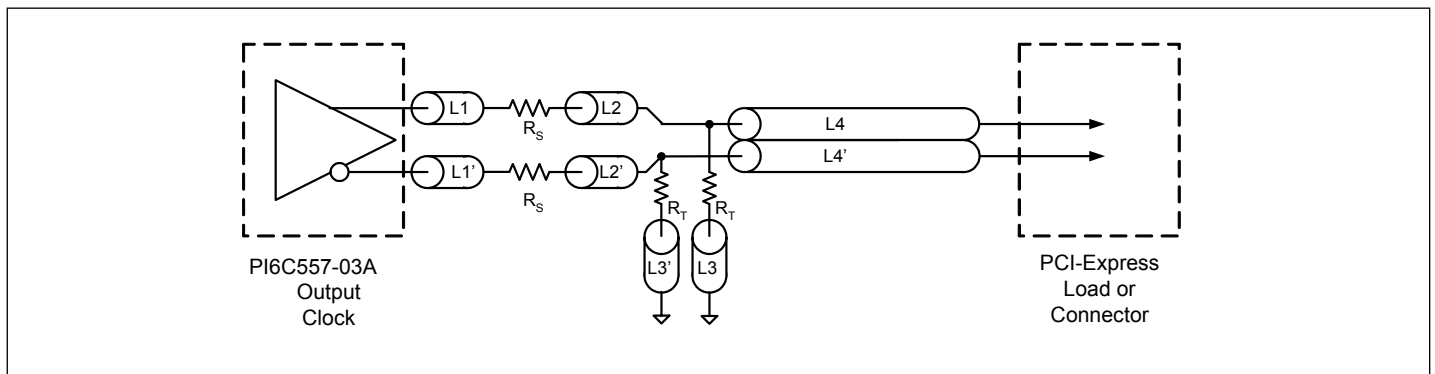 L1
R_S
L2
L4
L1'
R_S
L2'
L4'
R_T
R_T
L3'
L3
PI6C557-03A
Output
Clock
PCI-Express
Load or
Connector